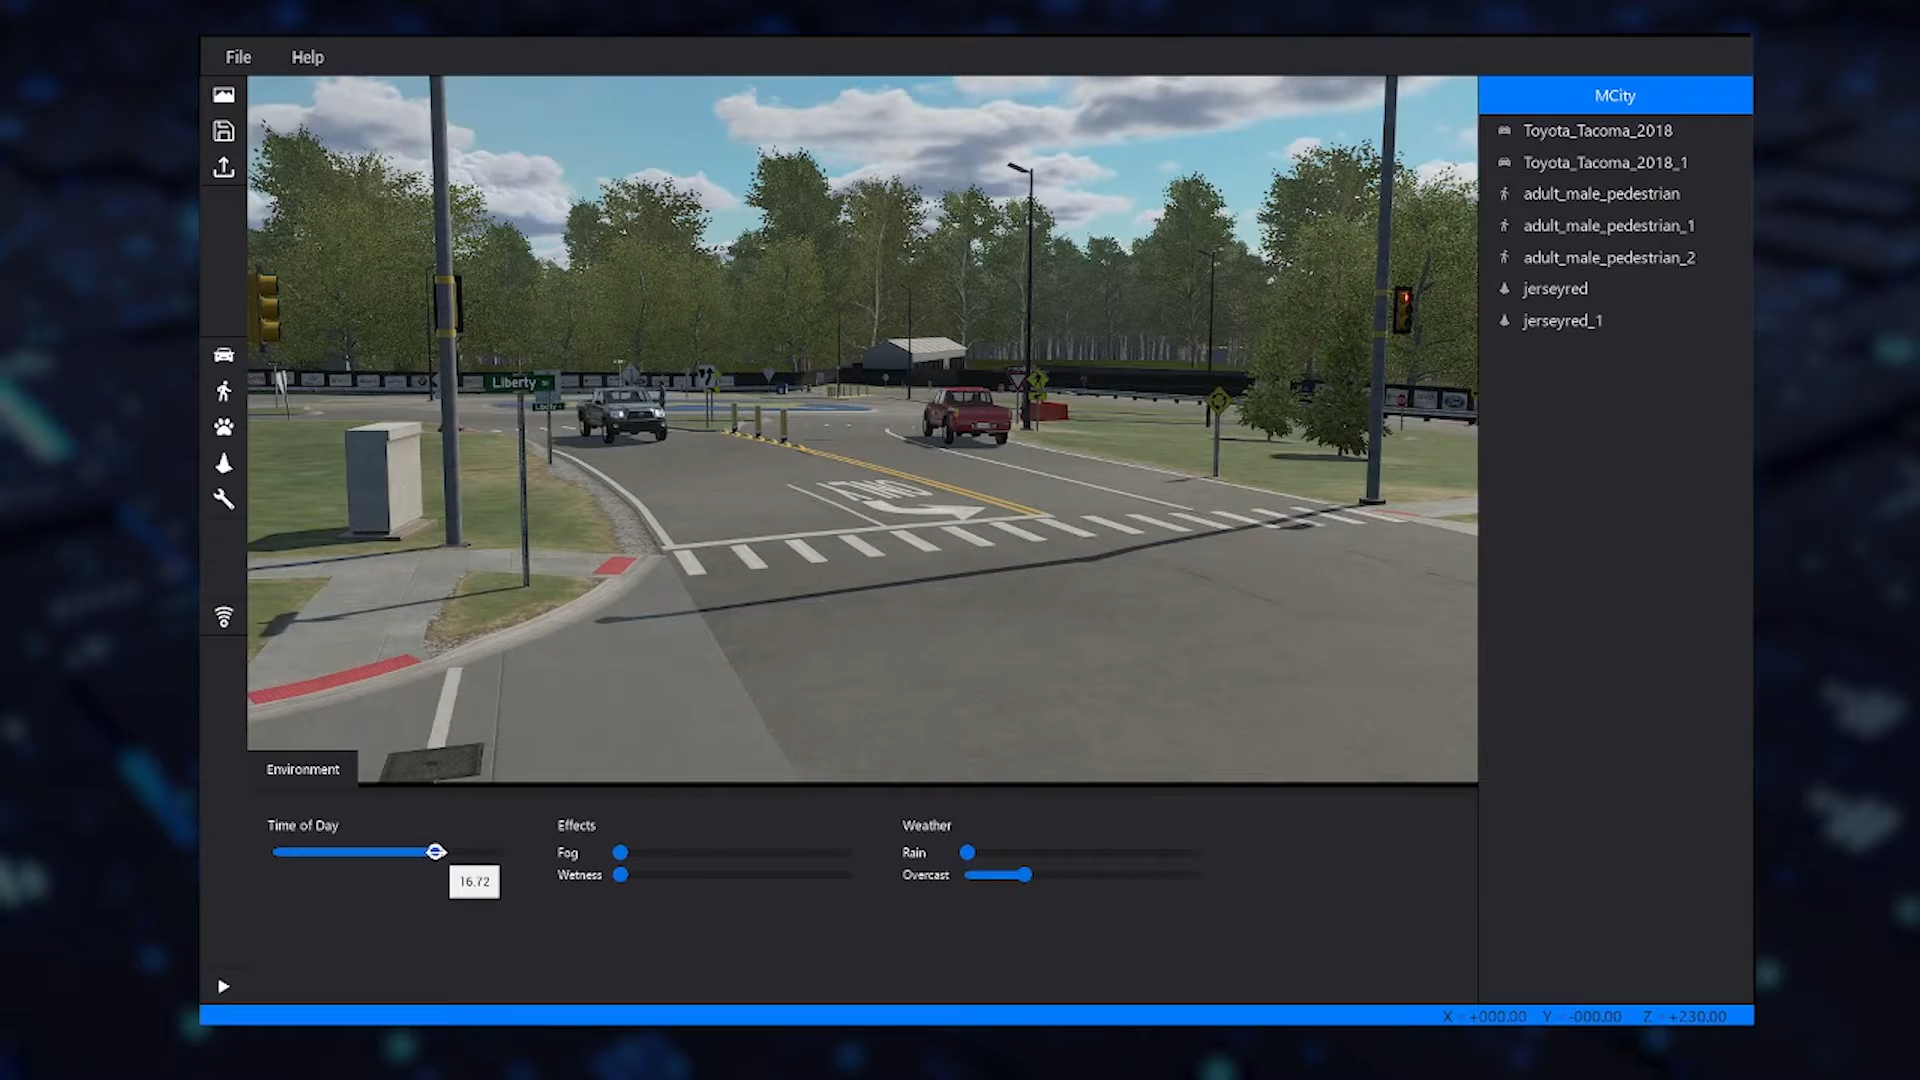 File Help
MCity
Toyota_Tacoma_2018
Toyota_Tacoma_2018_1
adult_male_pedestrian
adult_male_pedestrian_1
adult_male_pedestrian_2
jerseyred
jerseyred_1
Liberty St
ONLY
Environment
Time of Day
16.72
Effects
Fog
Wetness
Weather
Rain
Overcast
X = +000.00 Y = -000.00 Z = +230.00